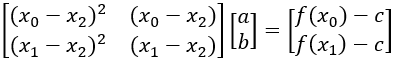 [(x₀ − x₂)² (x₀ − x₂)] [a] = [f(x₀) − c]
[(x₁ − x₂)² (x₁ − x₂)] [b] = [f(x₁) − c]